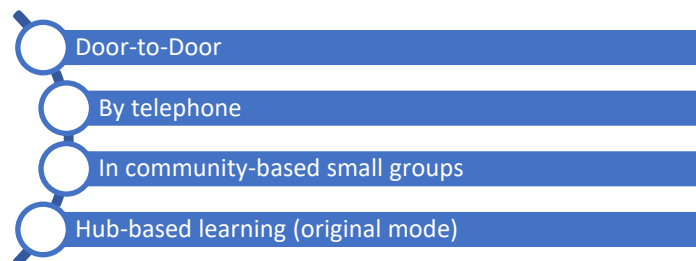 Door-to-Door
By telephone
In community-based small groups
Hub-based learning (original mode)